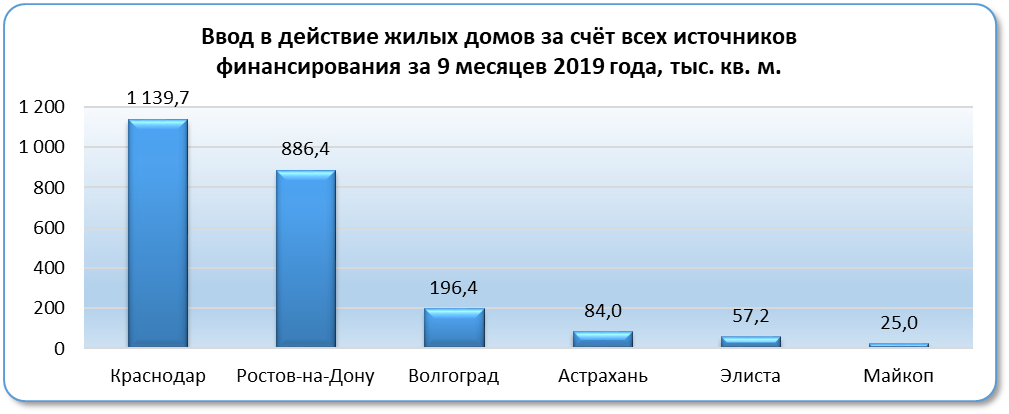 Ввод в действие жилых домов за счёт всех источников
финансирования за 9 месяцев 2019 года, тыс. кв. м.
1 200
1 000
800
600
400
200
0
1 139,7
886,4
196,4
84,0
57,2
25,0
Краснодар
Ростов-на-Дону
Волгоград
Астрахань
Элиста
Майкоп